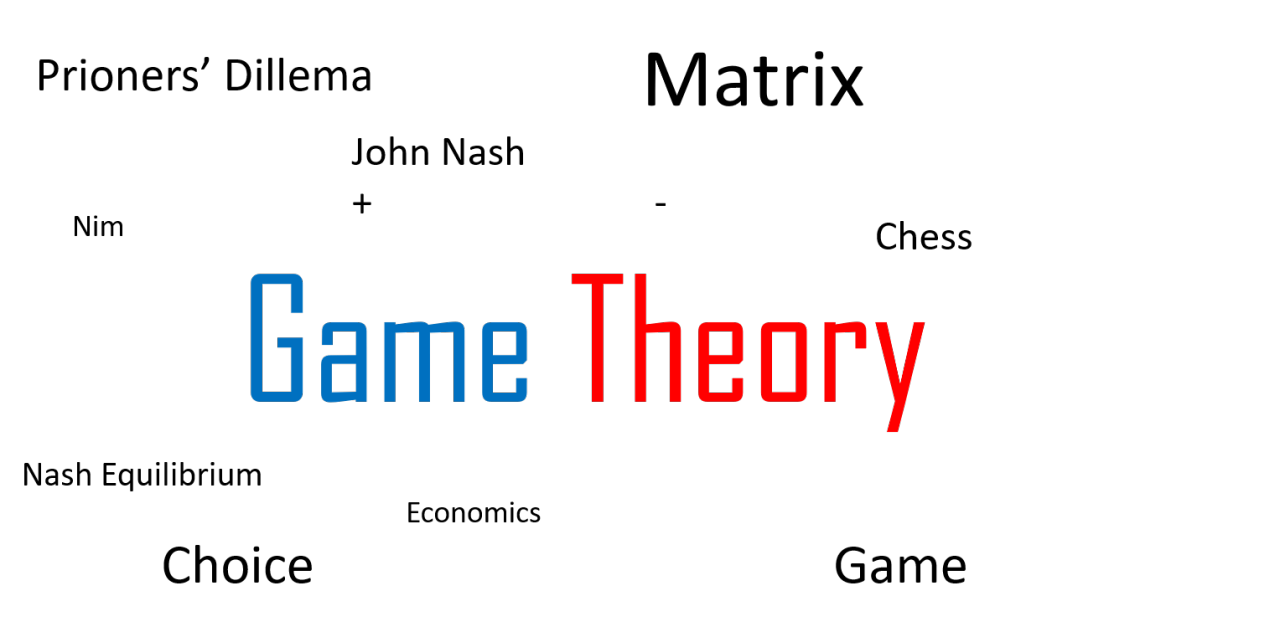 Prioners’ Dillema
Matrix
John Nash
+ -
Nim
Chess
Game Theory
Nash Equilibrium
Economics
Choice
Game